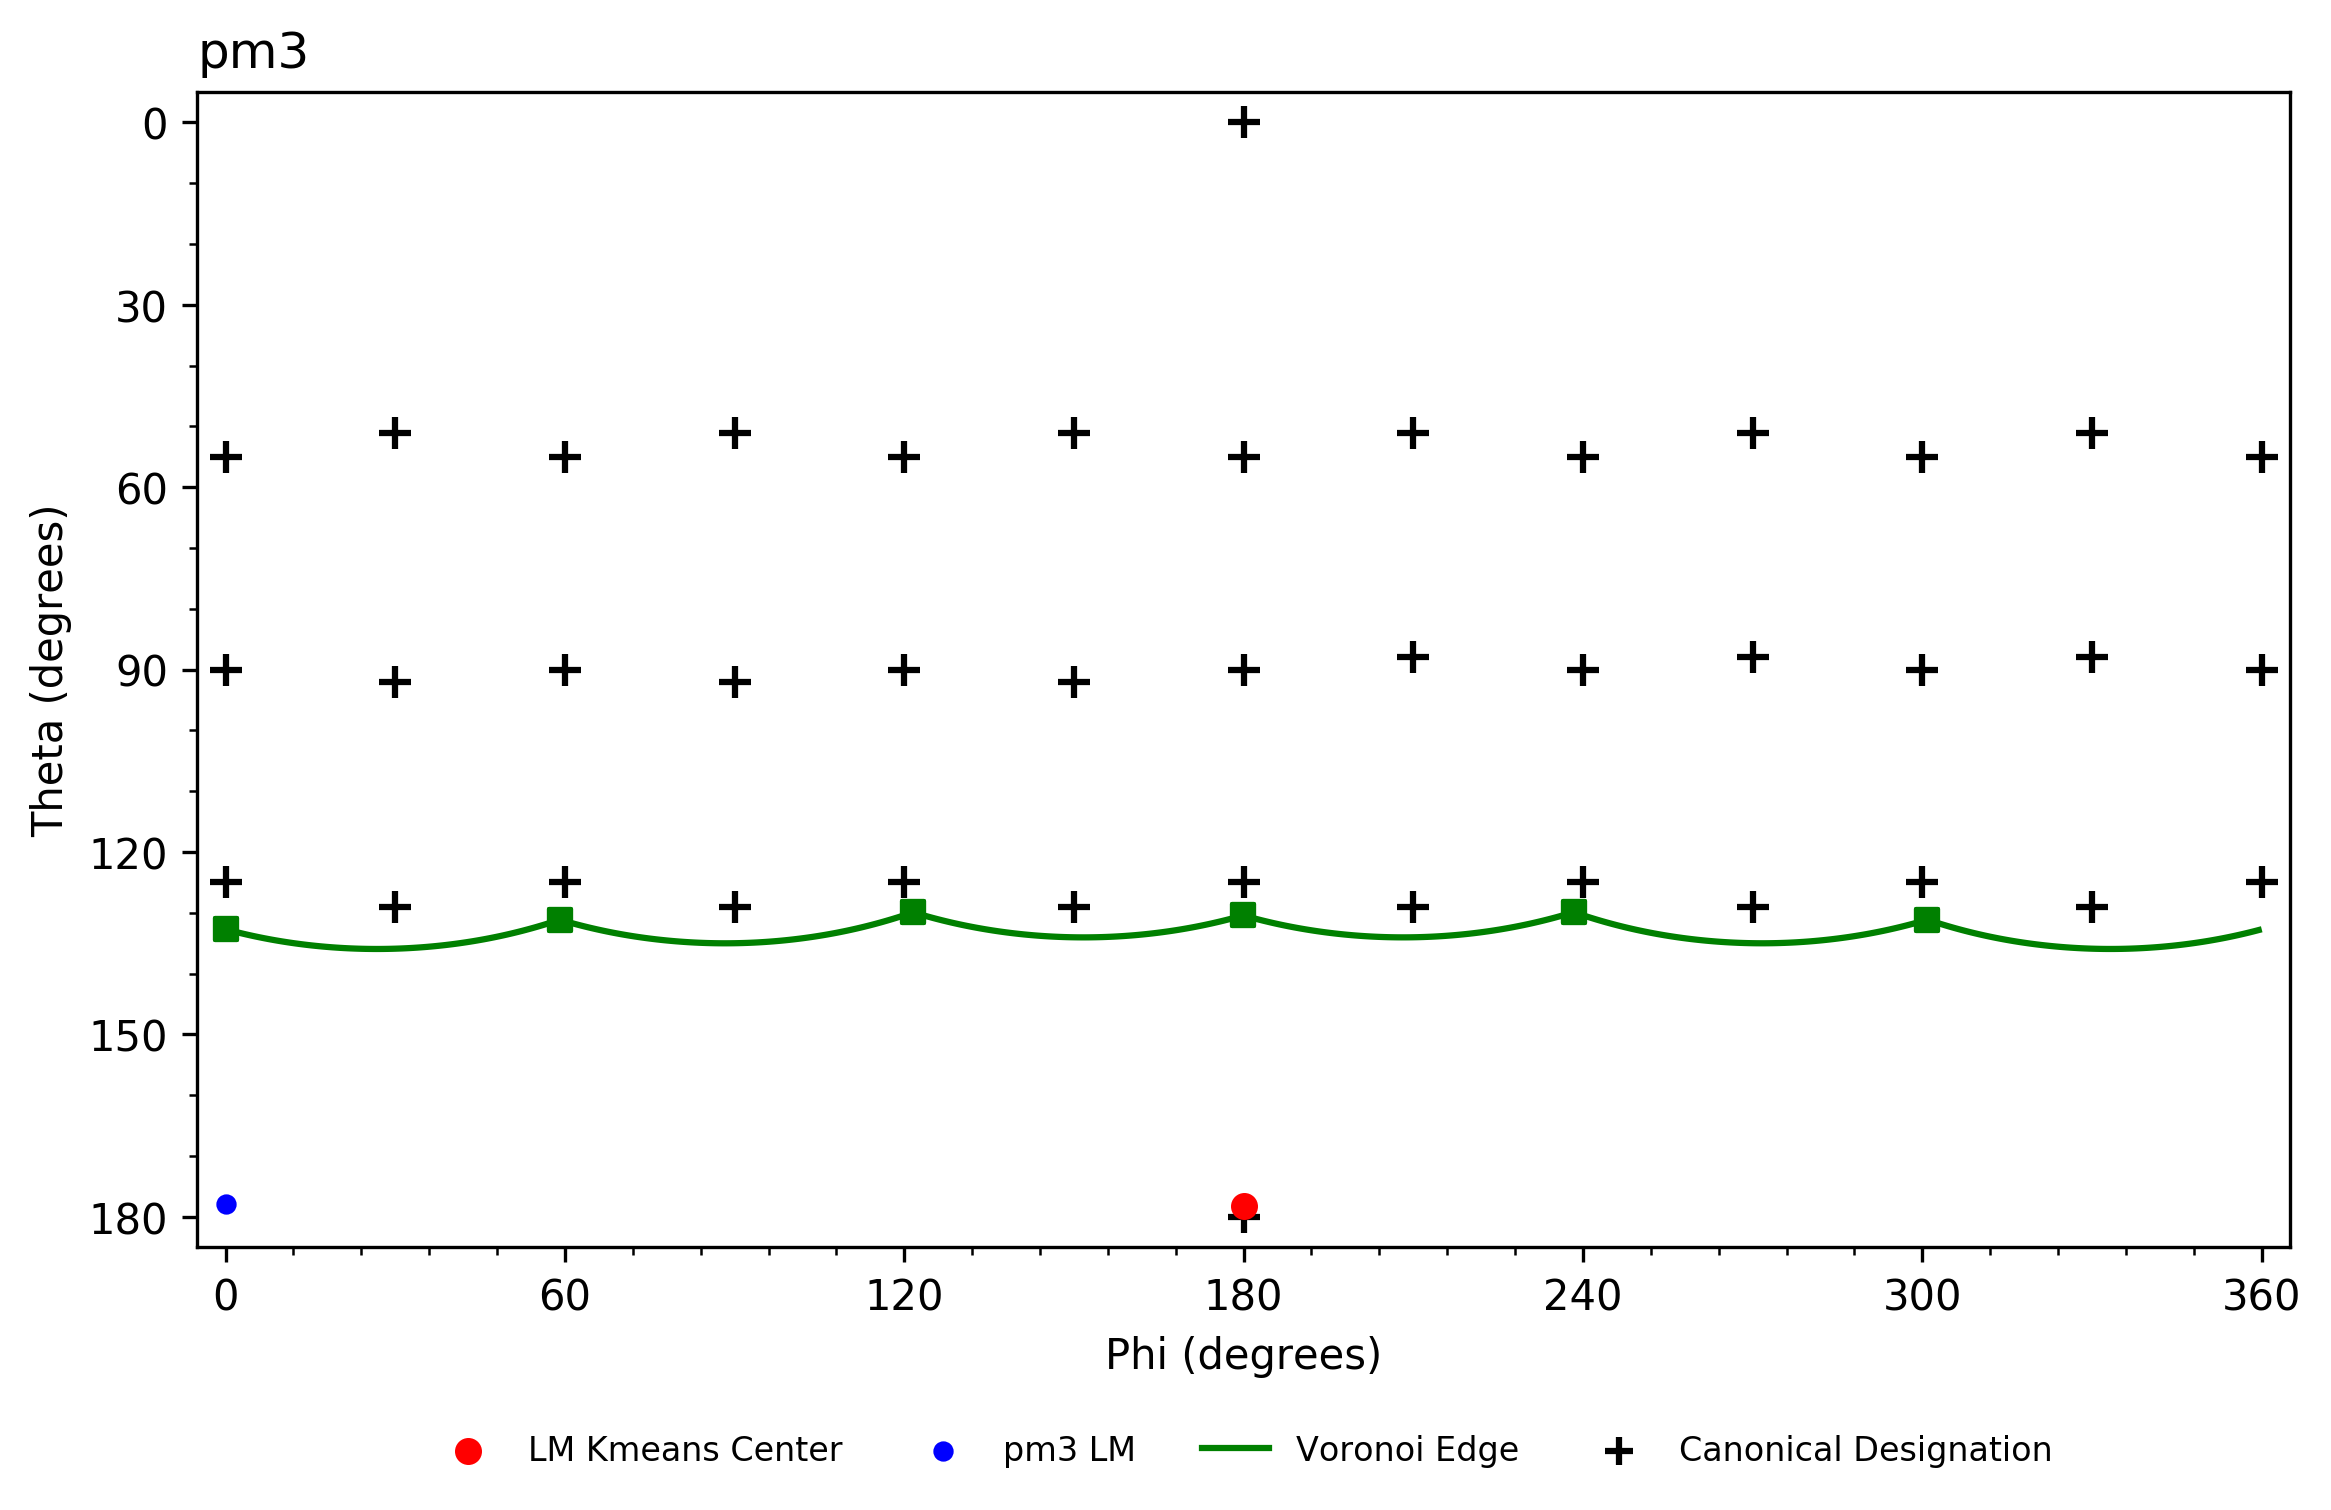 pm3
0
30
60
90
120
150
180
Theta (degrees)
0 60 120 180 240 300 360
Phi (degrees)
LM Kmeans Center pm3 LM Voronoi Edge Canonical Designation